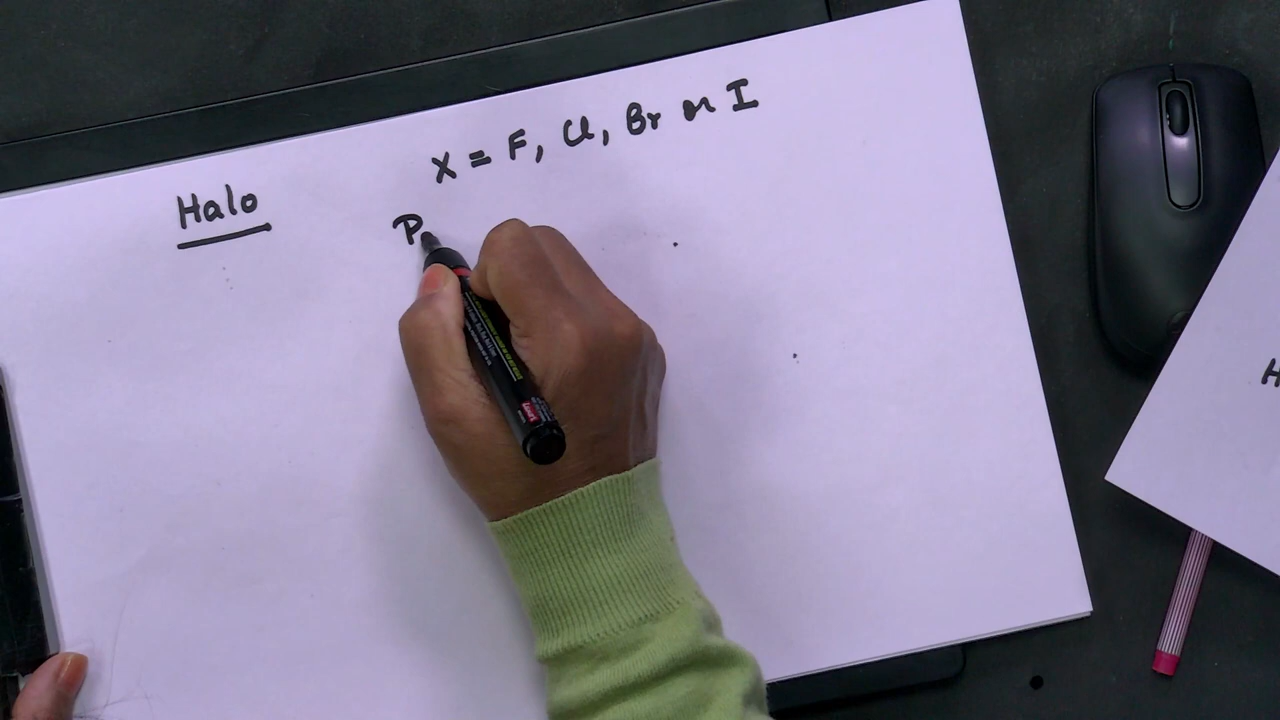 X = F, Cl, Br or I
Halo
P
H